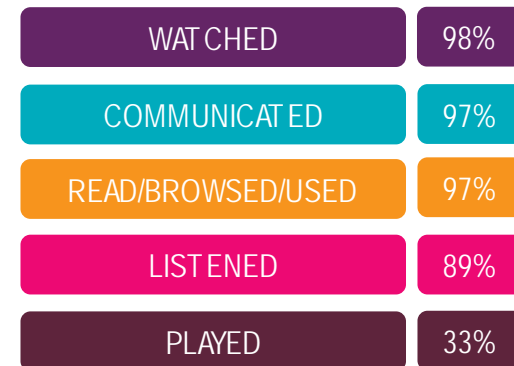 WATCHED 98%
COMMUNICATED 97%
READ/BROWSED/USED 97%
LISTENED 89%
PLAYED 33%